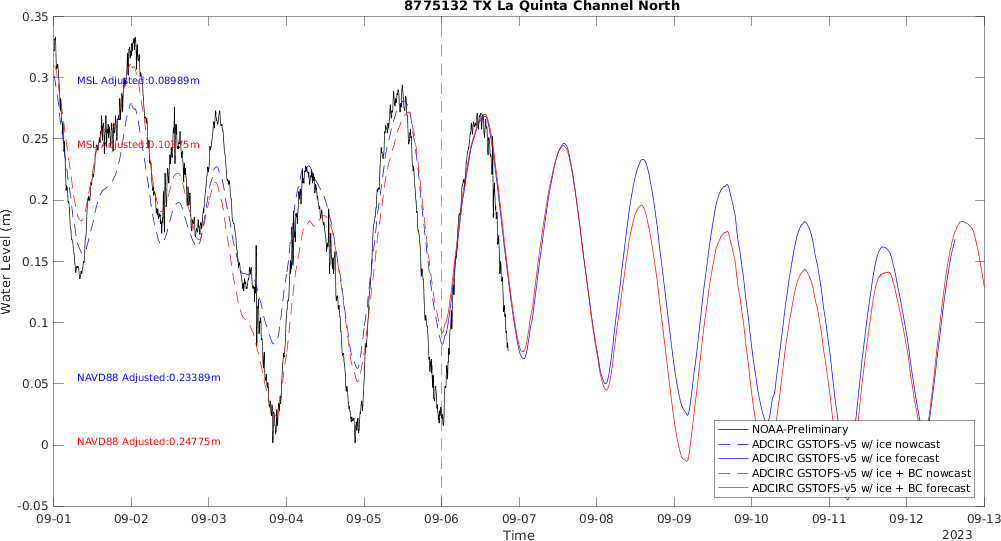 8775132 TX La Quinta Channel North
Water Level (m)
0.35
0.3
0.25
0.2
0.15
0.1
0.05
0
-0.05
MSL Adjusted:0.08989m
NAVD88 Adjusted:0.23389m
NAVD88 Adjusted:0.24775m
NOAA-Preliminary
ADCIRC GSTOFS-v5 w/ ice nowcast
ADCIRC GSTOFS-v5 w/ ice forecast
ADCIRC GSTOFS-v5 w/ ice + BC nowcast
ADCIRC GSTOFS-v5 w/ ice + BC forecast
09-01 09-02 09-03 09-04 09-05 09-06 09-07 09-08 09-09 09-10 09-11 09-12 09-13
Time
2023